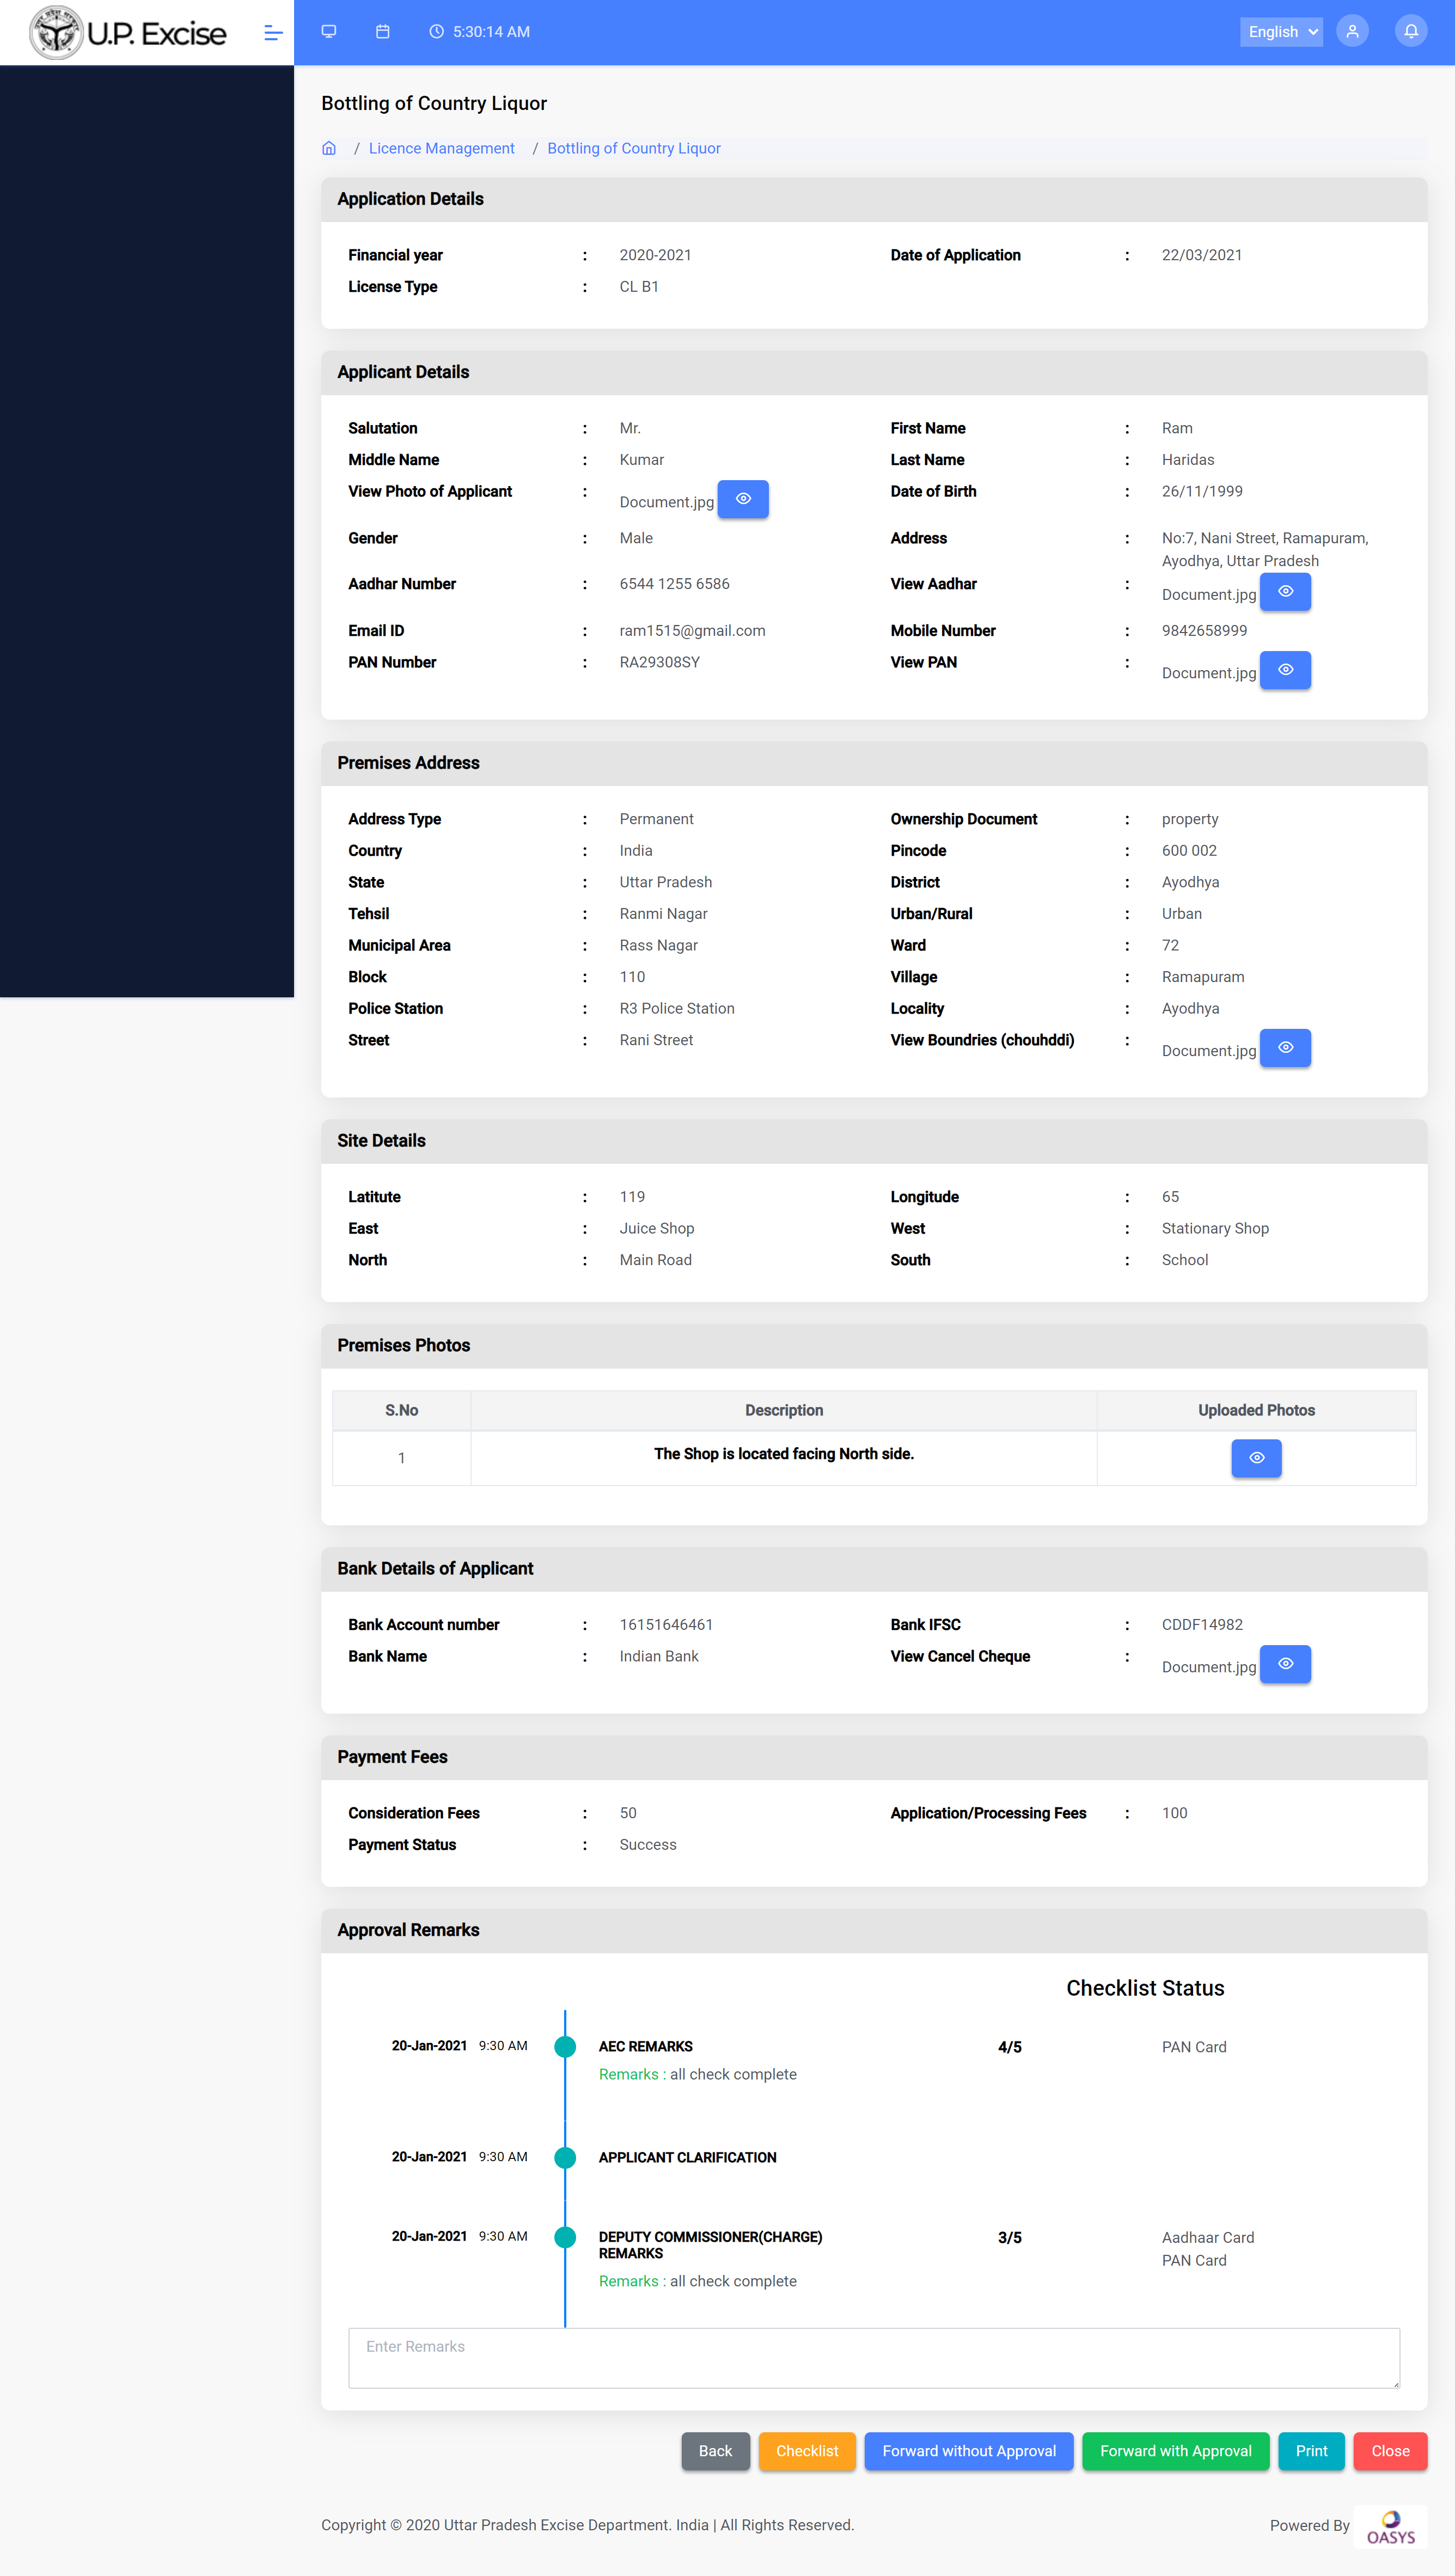 U.P. Excise
5:30:14 AM
English
Bottling of Country Liquor
/ Licence Management / Bottling of Country Liquor
Application Details
Financial year : 2020-2021 Date of Application : 22/03/2021
License Type : CL B1
Applicant Details
Salutation : Mr. First Name : Ram
Middle Name : Kumar Last Name : Haridas
View Photo of Applicant : Document.jpg Date of Birth : 26/11/1999
Gender : Male Address : No:7, Nani Street, Ramapuram,
Ayodhya, Uttar Pradesh
Aadhar Number : 6544 1255 6586 View Aadhar : Document.jpg
Email ID : ram1515@gmail.com Mobile Number : 9842658999
PAN Number : RA29308SY View PAN : Document.jpg
Premises Address
Address Type : Permanent Ownership Document : property
Country : India Pincode : 600 002
State : Uttar Pradesh District : Ayodhya
Tehsil : Ranmi Nagar Urban/Rural : Urban
Municipal Area : Rass Nagar Ward : 72
Block : 110 Village : Ramapuram
Police Station : R3 Police Station Locality : Ayodhya
Street : Rani Street View Boundries (chouhddi) : Document.jpg
Site Details
Latitute : 119 Longitude : 65
East : Juice Shop West : Stationary Shop
North : Main Road South : School
Premises Photos
S.No Description Uploaded Photos
1 The Shop is located facing North side.
Bank Details of Applicant
Bank Account number : 16151646461 Bank IFSC : CDDF14982
Bank Name : Indian Bank View Cancel Cheque : Document.jpg
Payment Fees
Consideration Fees : 50 Application/Processing Fees : 100
Payment Status : Success
Approval Remarks
Checklist Status
20-Jan-2021 9:30 AM AEC REMARKS 4/5 PAN Card
Remarks : all check complete
20-Jan-2021 9:30 AM APPLICANT CLARIFICATION
20-Jan-2021 9:30 AM DEPUTY COMMISSIONER(CHARGE) 3/5 Aadhaar Card
REMARKS PAN Card
Remarks : all check complete
Enter Remarks
Back Checklist Forward without Approval Forward with Approval Print Close
Copyright © 2020 Uttar Pradesh Excise Department. India | All Rights Reserved. Powered By OASYS